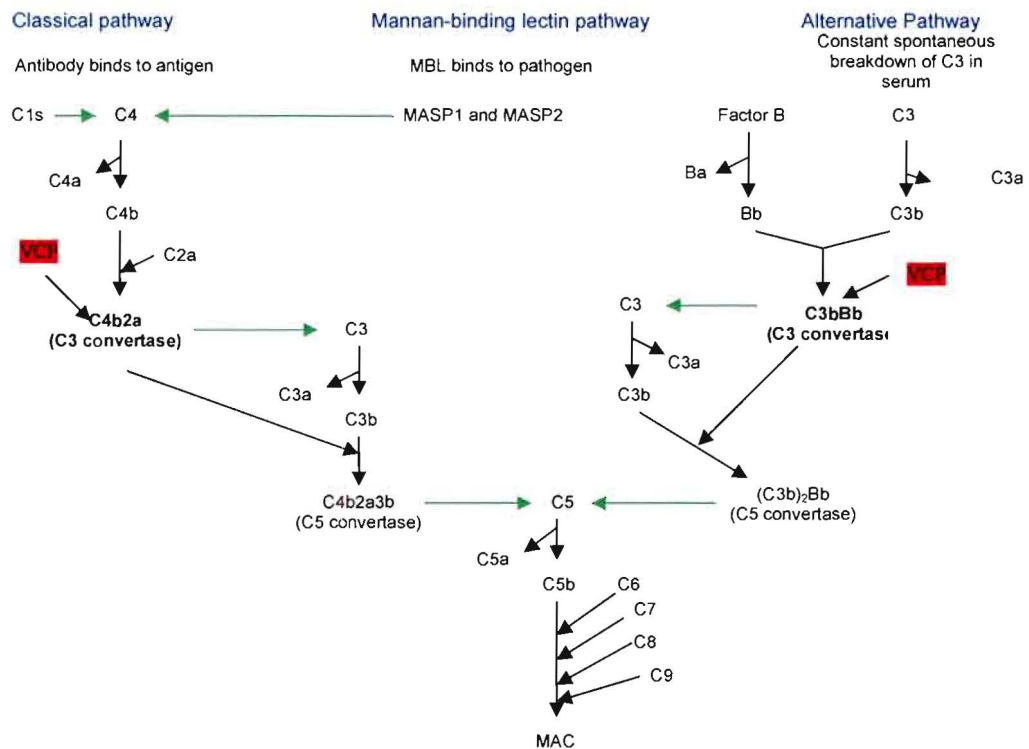 Classical pathway
Mannan-binding lectin pathway
Alternative Pathway
Constant spontaneous
breakdown of C3 in
serum
Antibody binds to antigen
MBL binds to pathogen
C1s
C4
MASP1 and MASP2
Factor B
C3
C4a
Ba
C3a
C4b
Bb
C3b
VCP
C2a
VCP
C4b2a
(C3 convertase)
C3
C3
C3bBb
(C3 convertase
C3a
C3a
C3b
C3b
C4b2a3b
(C5 convertase)
C5
(C3b)₂Bb
(C5 convertase)
C5a
C5b
C6
C7
C8
C9
MAC